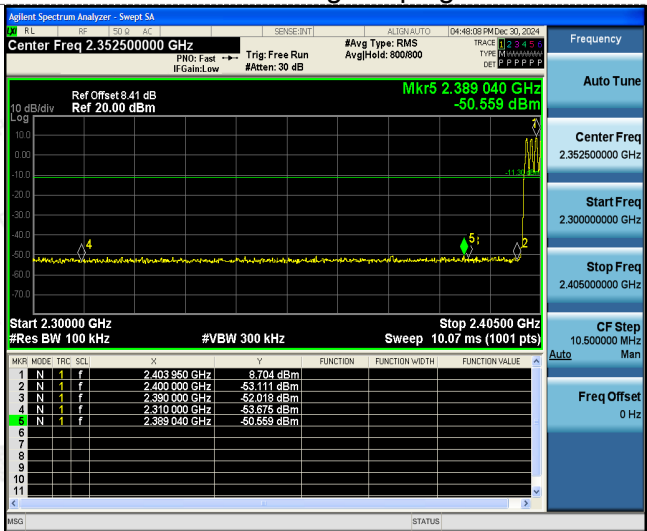 Agilent Spectrum Analyzer - Swept SA
RL RF 50 Ω AC SENSE:INT ALIGN AUTO 04:48:08 PM Dec 30, 2024
Center Freq 2.352500000 GHz
#Avg Type: RMS
TRACE 1 2 3 4 5 6
PNO: Fast Trig: Free Run Avg|Hold: 800/800
TYPE M
IFGain:Low #Atten: 30 dB
DET P P P P P P
Frequency
Auto Tune
Mkr5 2.389 040 GHz
-50.559 dBm
Ref Offset 8.41 dB
10 dB/div Ref 20.00 dBm
Log
10.0
0.00
-10.0
-20.0
-30.0
-40.0
-50.0
-60.0
-70.0
1
4
5
2
Center Freq
2.352500000 GHz
Start Freq
2.300000000 GHz
Stop Freq
2.405000000 GHz
CF Step
10.500000 MHz
Auto Man
Freq Offset
0 Hz
Start 2.30000 GHz Stop 2.40500 GHz
#Res BW 100 kHz #VBW 300 kHz Sweep 10.07 ms (1001 pts)
MKR MODE TRC SCL X Y FUNCTION FUNCTION WIDTH FUNCTION VALUE
1 N 1 f 2.403 950 GHz 8.704 dBm
2 N 1 f 2.400 000 GHz -53.111 dBm
3 N 1 f 2.390 000 GHz -52.018 dBm
4 N 1 f 2.310 000 GHz -53.675 dBm
5 N 1 f 2.389 040 GHz -50.559 dBm
6
7
8
9
10
11
MSG STATUS